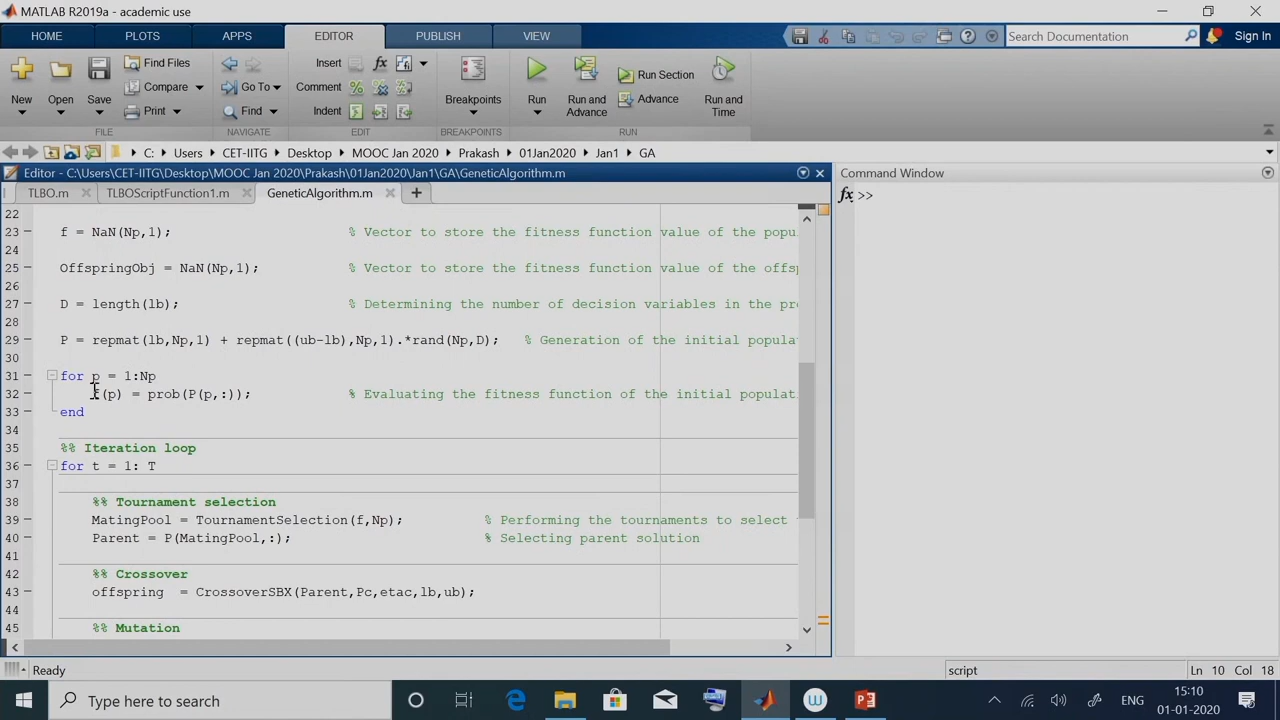 MATLAB R2019a - academic use
HOME PLOTS APPS EDITOR PUBLISH VIEW Search Documentation Sign In
New Open Save Find Files Compare Print Go To Find Insert fx Comment Indent Breakpoints Run Run and Advance Run Section Advance Run and Time
FILE NAVIGATE EDIT BREAKPOINTS RUN
C: Users CET-IITG Desktop MOOC Jan 2020 Prakash 01Jan2020 Jan1 GA
Editor - C:\Users\CET-IITG\Desktop\MOOC Jan 2020\Prakash\01Jan2020\Jan1\GA\GeneticAlgorithm.m Command Window
TLBO.m TLBOScriptFunction1.m GeneticAlgorithm.m + fx >>
22
23 f = NaN(Np,1); % Vector to store the fitness function value of the popu
24
25 OffspringObj = NaN(Np,1); % Vector to store the fitness function value of the offs
26
27 D = length(lb); % Determining the number of decision variables in the pr
28
29 P = repmat(lb,Np,1) + repmat((ub-lb),Np,1).*rand(Np,D); % Generation of the initial popula
30
31 for p = 1:Np
32 (p) = prob(P(p,:)); % Evaluating the fitness function of the initial populati
33 end
34
35 %% Iteration loop
36 for t = 1: T
37
38 %% Tournament selection
39 MatingPool = TournamentSelection(f,Np); % Performing the tournaments to select
40 Parent = P(MatingPool,:); % Selecting parent solution
41
42 %% Crossover
43 offspring = CrossoverSBX(Parent,Pc,etac,lb,ub);
44
45 %% Mutation
Ready script Ln 10 Col 18
Type here to search ENG 15:10
01-01-2020